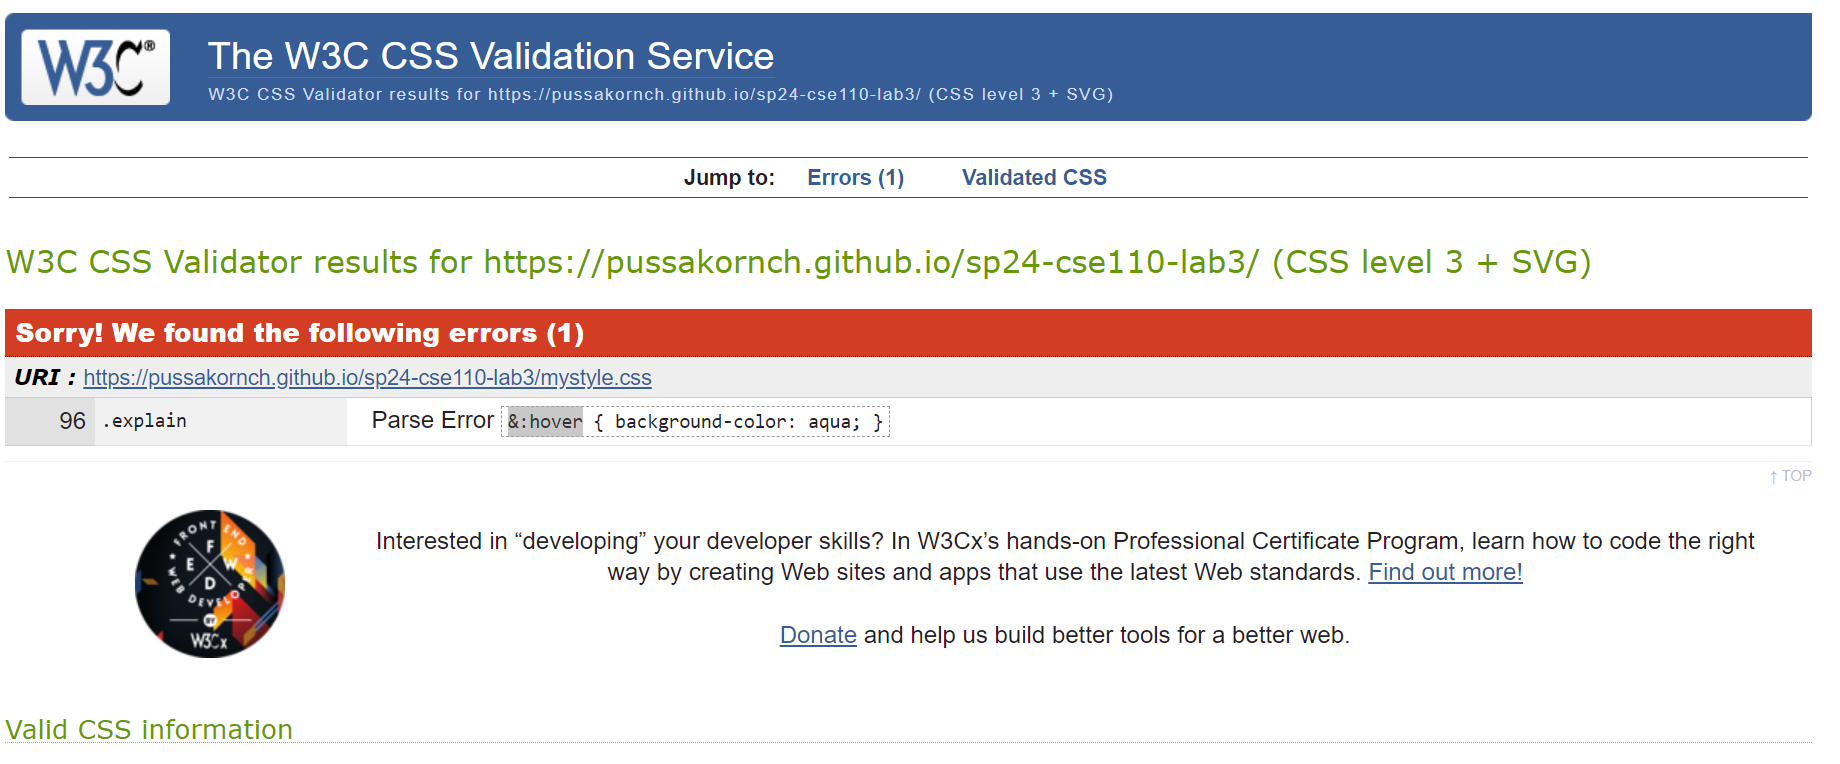 W3C®
The W3C CSS Validation Service
W3C CSS Validator results for https://pussakornch.github.io/sp24-cse110-lab3/ (CSS level 3 + SVG)
Jump to: Errors (1) Validated CSS
W3C CSS Validator results for https://pussakornch.github.io/sp24-cse110-lab3/ (CSS level 3 + SVG)
Sorry! We found the following errors (1)
URI : https://pussakornch.github.io/sp24-cse110-lab3/mystyle.css
96 .explain Parse Error &:hover { background-color: aqua; }
↑ TOP
FRONT END
F
E W
D
WEB DEVELOPER
BY
W3Cx
Interested in “developing” your developer skills? In W3Cx’s hands-on Professional Certificate Program, learn how to code the right
way by creating Web sites and apps that use the latest Web standards. Find out more!
Donate and help us build better tools for a better web.
Valid CSS information